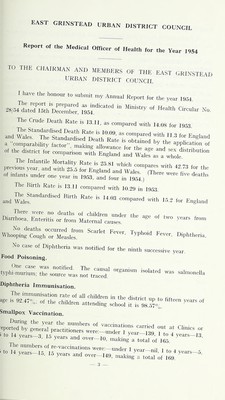 EAST GRINSTEAD URBAN DISTRICT COUNCIL
Report of the Medical Officer of Health for the Year 1954
TO THE CHAIRMAN AND MEMBERS OF THE EAST GRINSTEAD
URBAN DISTRICT COUNCIL.
I have the honour to submit my Annual Report for the year 1954.
The report is prepared as indicated in Ministry of Health Circular No.
28/54 dated 13th December, 1954.
The Crude Death Rate is 13.11, as compared with 14.08 for 1953.
The Standardised Death Rate is 10.09, as compared with 11.3 for England
and Wales. The Standardised Death Rate is obtained by the application of
a "comparability factor", making allowance for the age and sex distribution
of the district for comparison with England and Wales as a whole.
The Infantile Mortality Rate is 25.81 which compares with 42.73 for the
previous year, and with 25.5 for England and Wales. (There were five deaths
of infants under one year in 1953, and four in 1954.)
The Birth Rate is 13.11 compared with 10.29 in 1953.
The Standardised Birth Rate is 14.03 compared with 15.2 for England
and Wales.
There were no deaths of children under the age of two years from
Diarrhoea, Enteritis or from Maternal causes.
No deaths occurred from Scarlet Fever, Typhoid Fever, Diphtheria,
Whooping Cough or Measles.
No case of Diphtheria was notified for the ninth successive year.
Food Poisoning.
One case was notified. The causal organism isolated was salmonella
typhi-murium, the source was not traced.
Diphtheria Immunisation.
The immunisation rate of all children in the district up to fifteen years of
age is 92.47%, of the children attending school it is 98.57%.
Smallpox Vaccination.
During the year the numbers of vaccinations carried out at Clinics or
reported by general practitioners were:—under 1 year—139, 1 to 4 years—13,
5 to 14 years—3, 15 years and over—10, making a total of 165.
The numbers of re-vaccinations were:—under 1 year—nil, 1 to 4 years—5,
5 to 14 years—15, 15 years and over—149, making a total of 169.
— 3 —